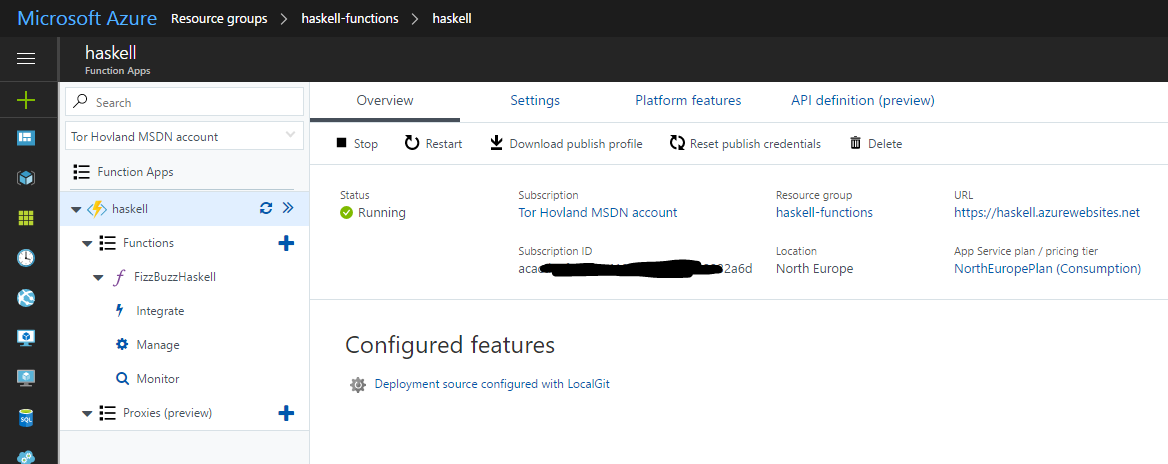 Microsoft Azure Resource groups > haskell-functions > haskell
haskell
Function Apps
Search
Tor Hovland MSDN account
Function Apps
haskell
Functions
FizzBuzzHaskell
Integrate
Manage
Monitor
Proxies (preview)
Overview Settings Platform features API definition (preview)
Stop Restart Download publish profile Reset publish credentials Delete
Status Subscription Resource group URL
Running Tor Hovland MSDN account haskell-functions https://haskell.azurewebsites.net
Subscription ID Location App Service plan / pricing tier
North Europe NorthEuropePlan (Consumption)
Configured features
Deployment source configured with LocalGit
SQL